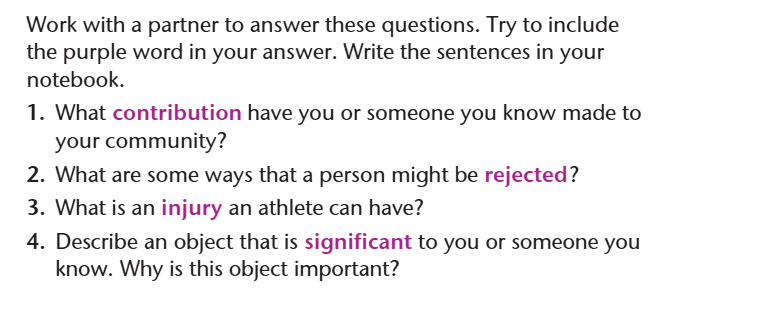 Work with a partner to answer these questions. Try to include
the purple word in your answer. Write the sentences in your
notebook.
1. What contribution have you or someone you know made to
your community?
2. What are some ways that a person might be rejected?
3. What is an injury an athlete can have?
4. Describe an object that is significant to you or someone you
know. Why is this object important?